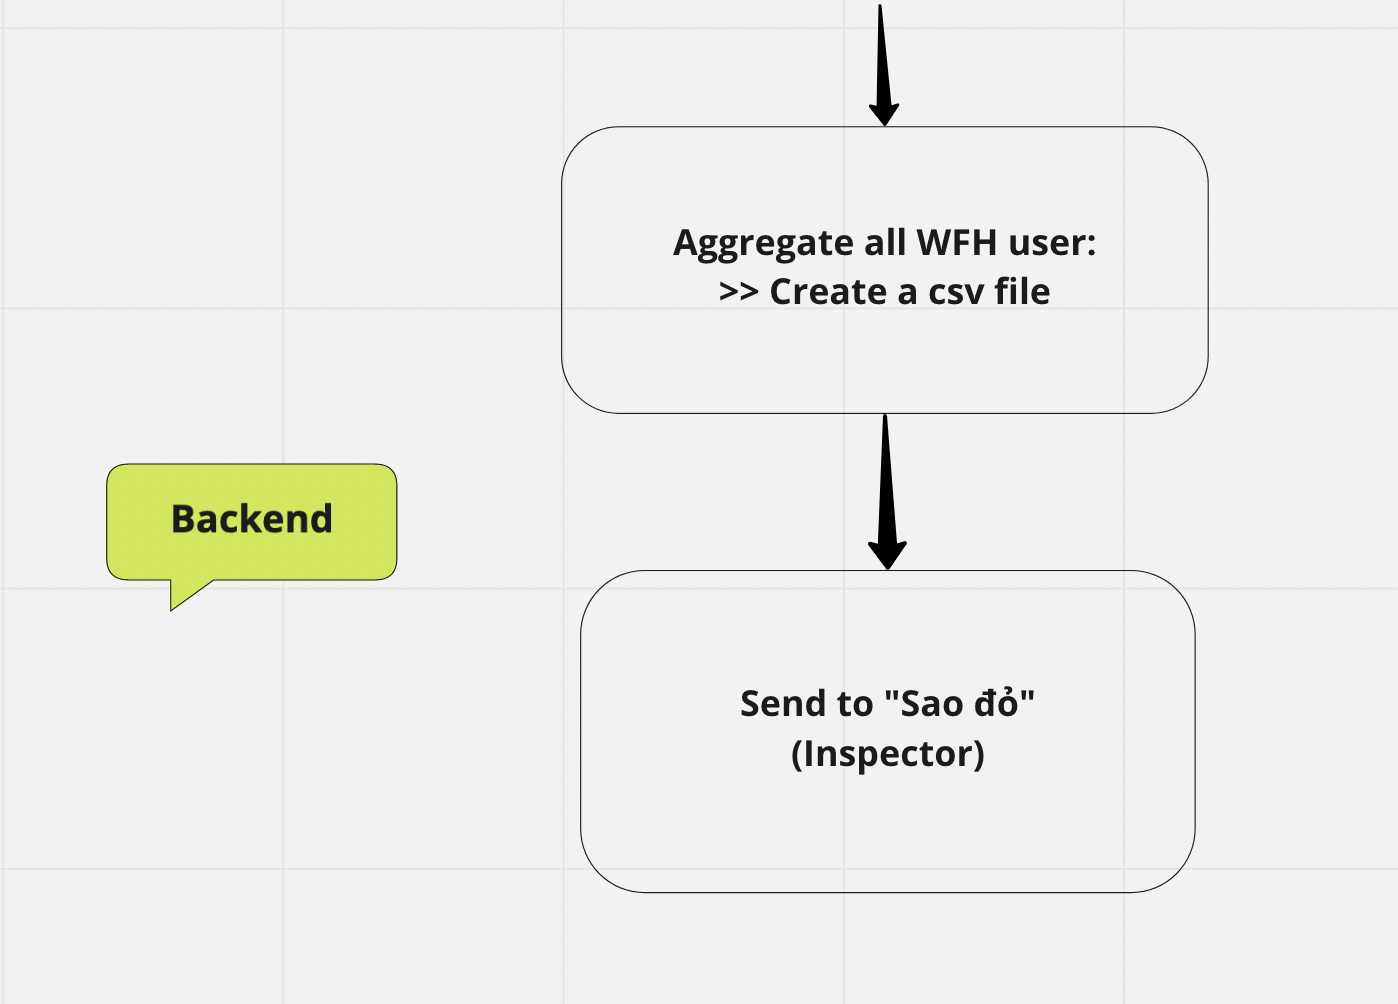 Aggregate all WFH user:
>> Create a csv file
Backend
Send to "Sao đỏ"
(Inspector)